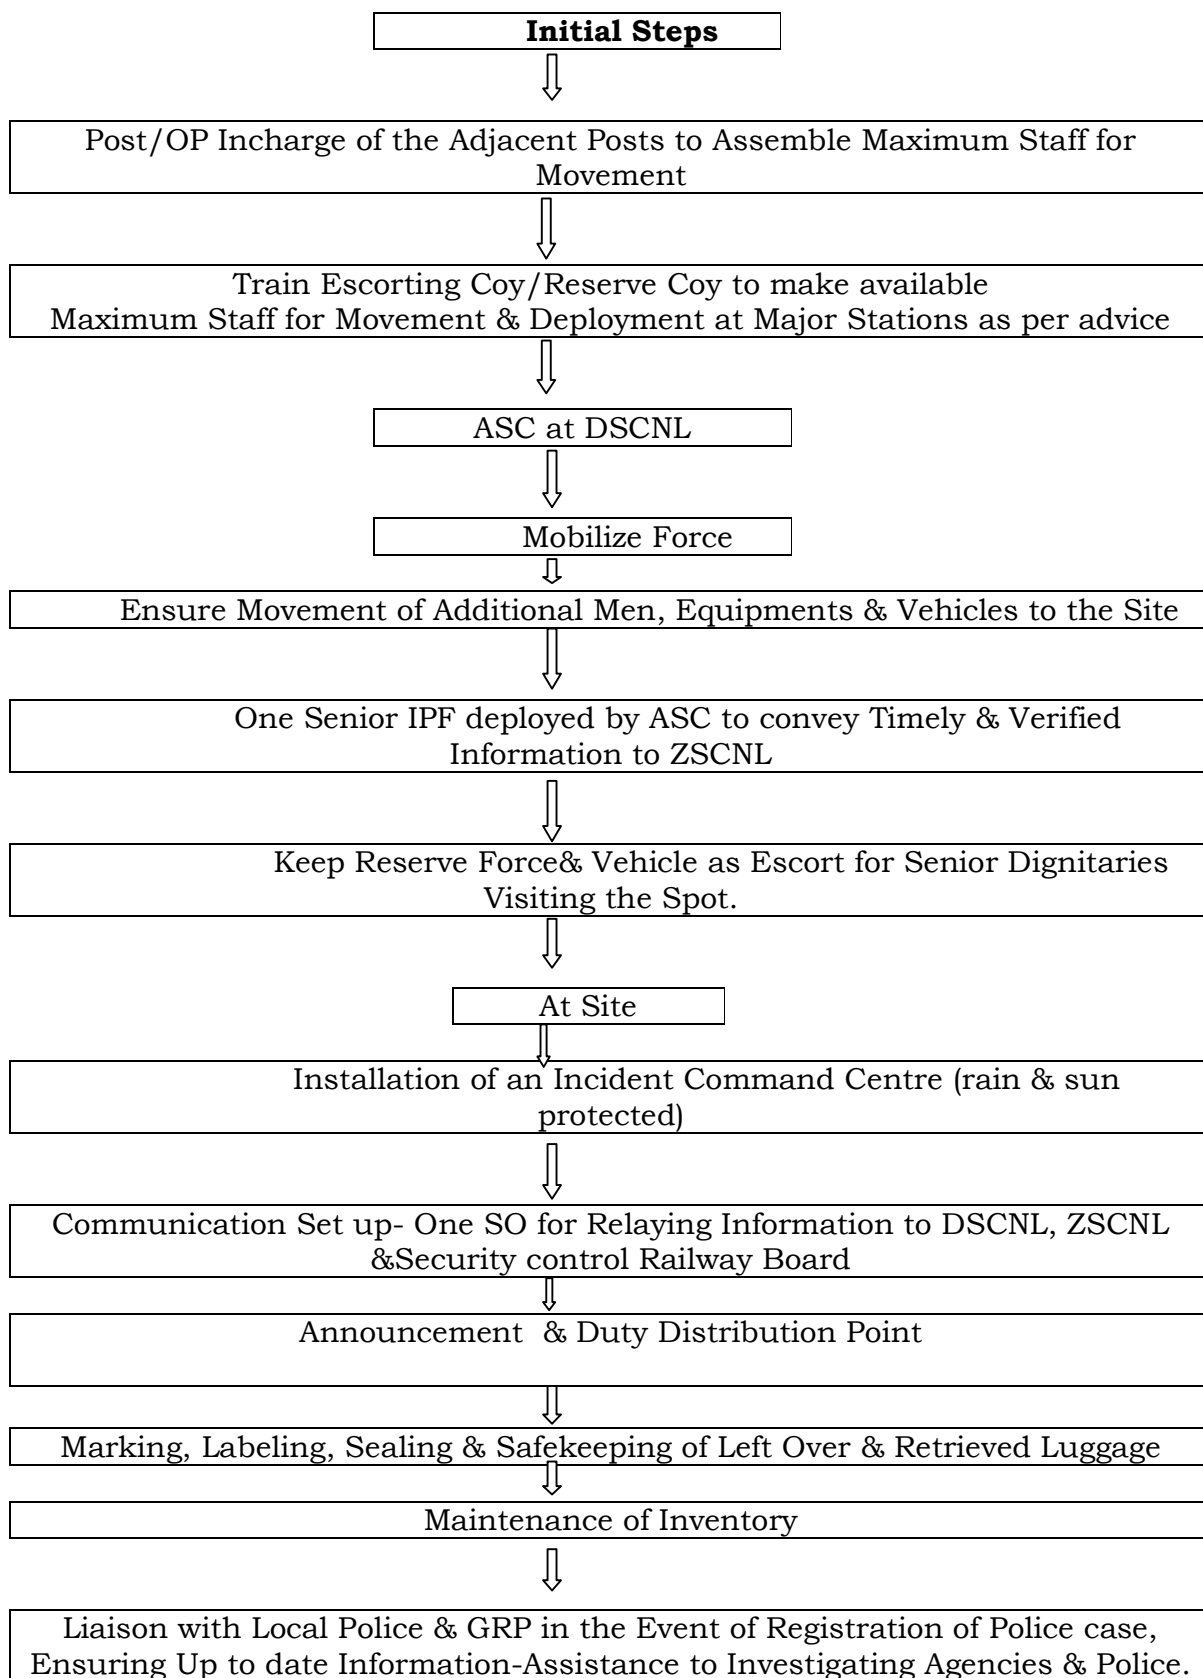 Initial Steps
Post/OP Incharge of the Adjacent Posts to Assemble Maximum Staff for
Movement
Train Escorting Coy/Reserve Coy to make available
Maximum Staff for Movement & Deployment at Major Stations as per advice
ASC at DSCNL
Mobilize Force
Ensure Movement of Additional Men, Equipments & Vehicles to the Site
One Senior IPF deployed by ASC to convey Timely & Verified
Information to ZSCNL
Keep Reserve Force& Vehicle as Escort for Senior Dignitaries
Visiting the Spot.
At Site
Installation of an Incident Command Centre (rain & sun
protected)
Communication Set up- One SO for Relaying Information to DSCNL, ZSCNL
&Security control Railway Board
Announcement & Duty Distribution Point
Marking, Labeling, Sealing & Safekeeping of Left Over & Retrieved Luggage
Maintenance of Inventory
Liaison with Local Police & GRP in the Event of Registration of Police case,
Ensuring Up to date Information-Assistance to Investigating Agencies & Police.